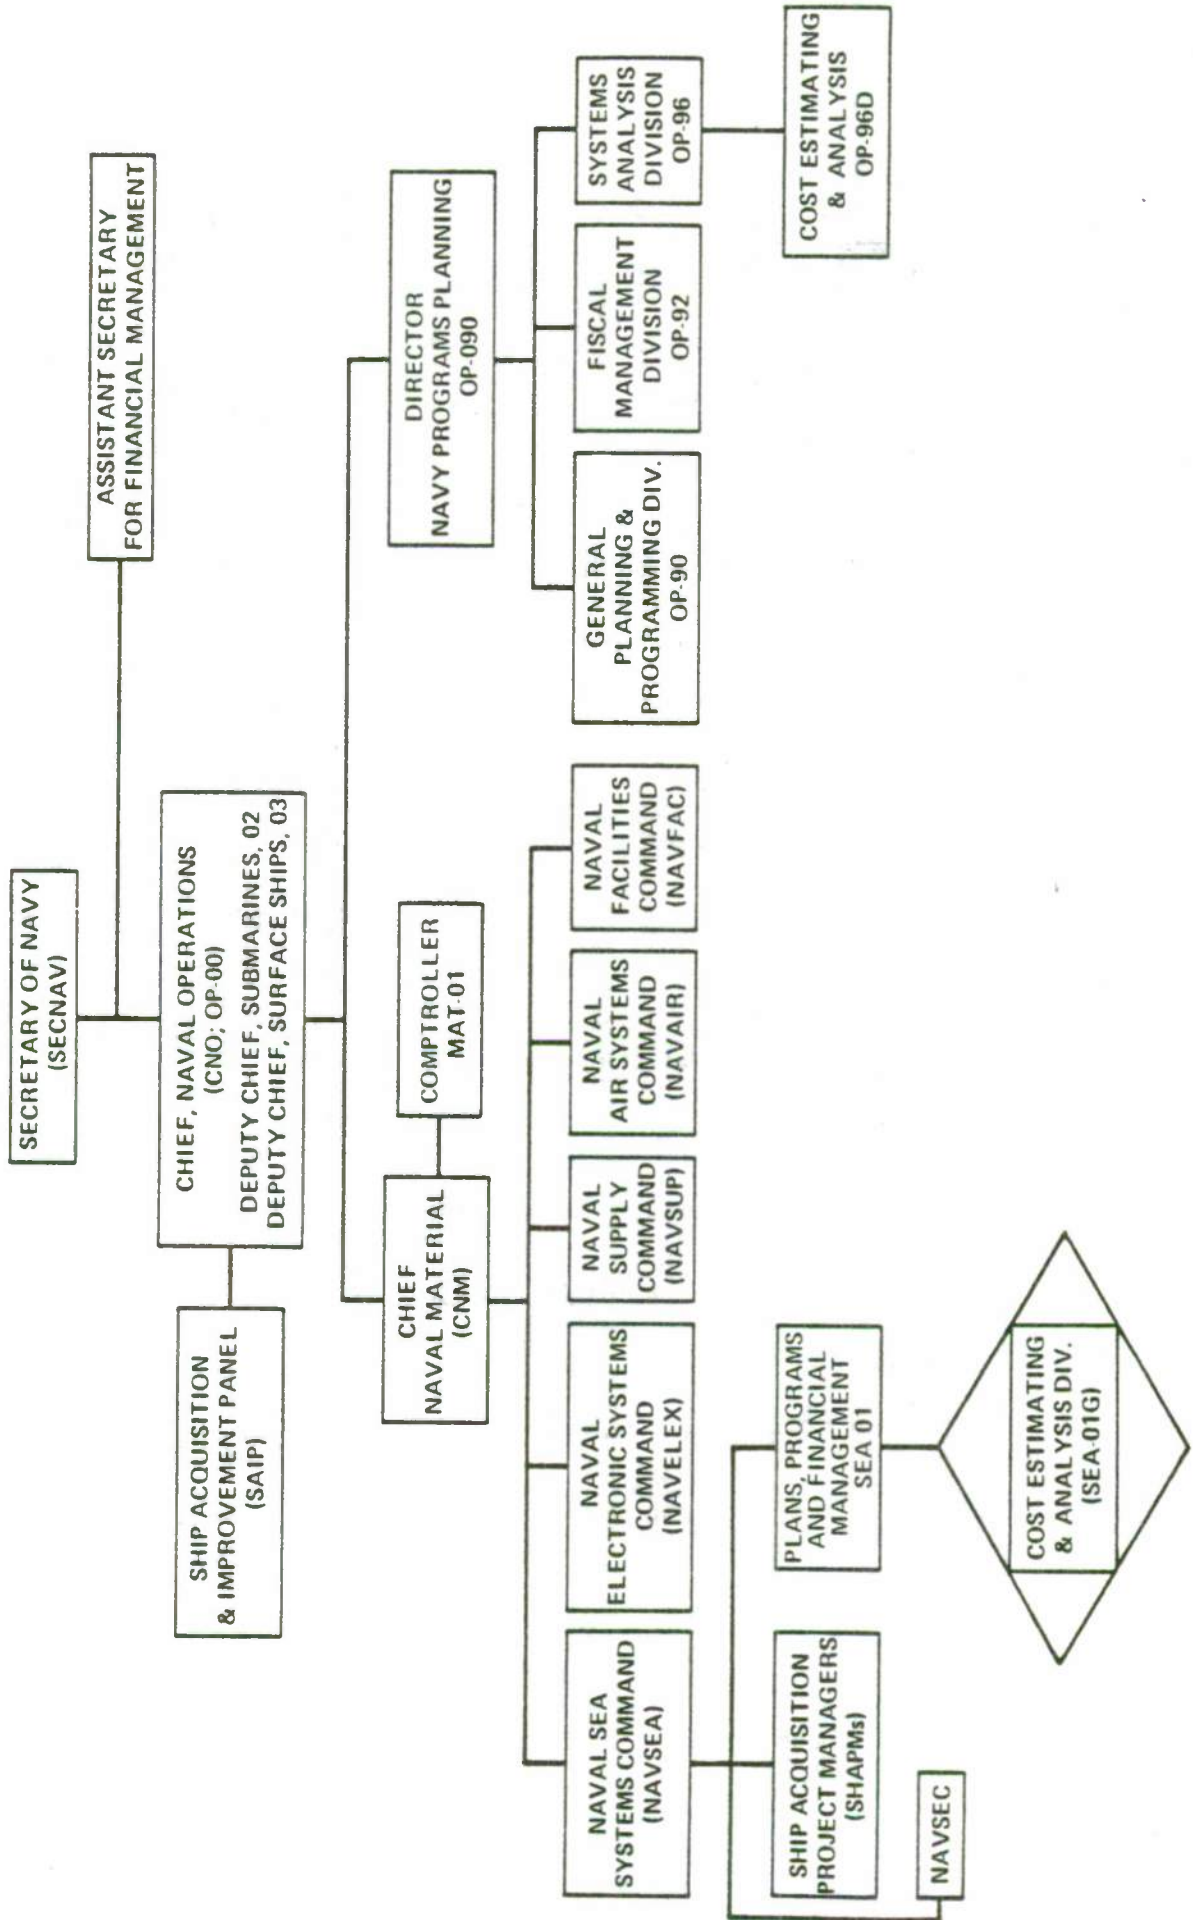 SECRETARY OF NAVY
(SECNAV)
ASSISTANT SECRETARY
FOR FINANCIAL MANAGEMENT
SHIP ACQUISITION
& IMPROVEMENT PANEL
(SAIP)
CHIEF, NAVAL OPERATIONS
(CNO; OP-00)
DEPUTY CHIEF, SUBMARINES, 02
DEPUTY CHIEF, SURFACE SHIPS, 03
CHIEF
NAVAL MATERIAL
(CNM)
COMPTROLLER
MAT-01
DIRECTOR
NAVY PROGRAMS PLANNING
OP-090
NAVAL SEA
SYSTEMS COMMAND
(NAVSEA)
NAVAL
ELECTRONIC SYSTEMS
COMMAND
(NAVELEX)
NAVAL
SUPPLY
COMMAND
(NAVSUP)
NAVAL
AIR SYSTEMS
COMMAND
(NAVAIR)
NAVAL
FACILITIES
COMMAND
(NAVFAC)
GENERAL
PLANNING &
PROGRAMMING DIV.
OP-90
FISCAL
MANAGEMENT
DIVISION
OP-92
SYSTEMS
ANALYSIS
DIVISION
OP-96
SHIP ACQUISITION
PROJECT MANAGERS
(SHAPMs)
PLANS, PROGRAMS
AND FINANCIAL
MANAGEMENT
SEA 01
COST ESTIMATING
& ANALYSIS
OP-96D
NAVSEC
COST ESTIMATING
& ANALYSIS DIV.
(SEA-01G)